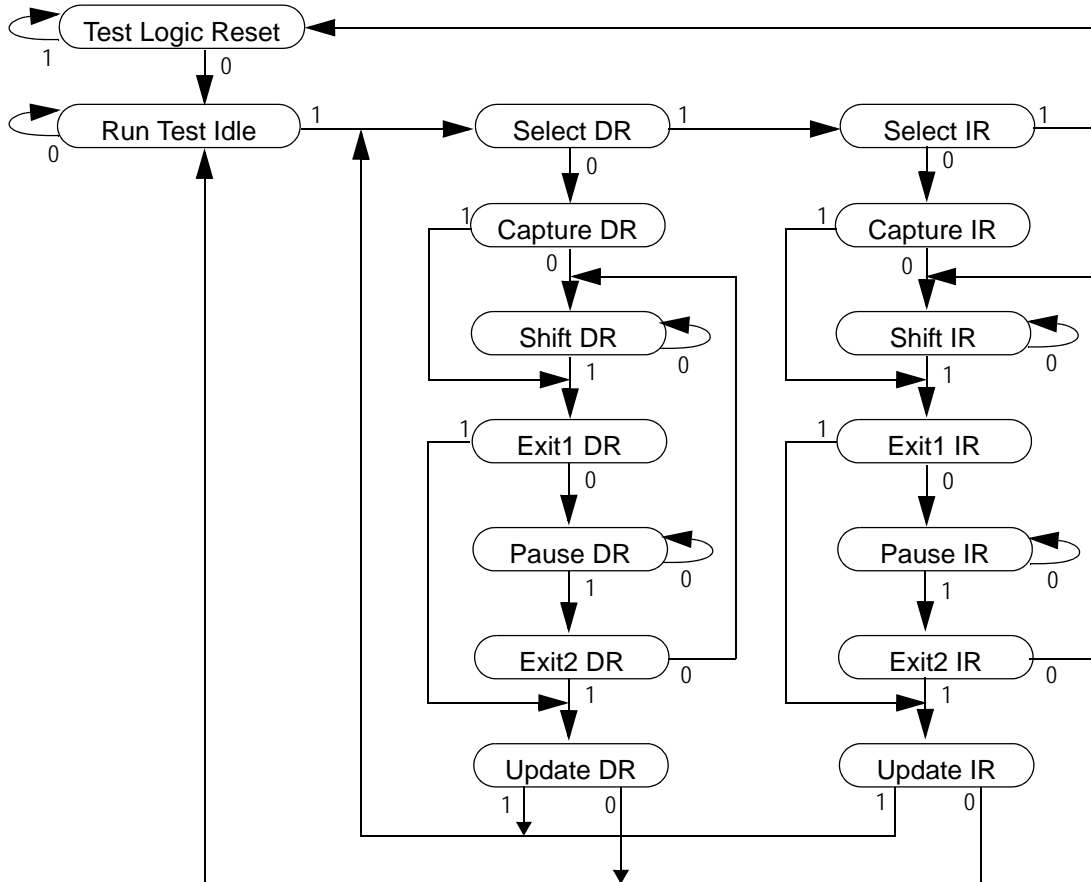 Test Logic Reset
1
0
Run Test Idle
1
Select DR
1
Select IR
1
0
0
0
1
Capture DR
1
Capture IR
0
0
Shift DR
0
Shift IR
0
1
1
1
Exit1 DR
1
Exit1 IR
0
0
Pause DR
0
Pause IR
0
1
1
Exit2 DR
0
Exit2 IR
0
1
1
Update DR
Update IR
1
0
1
0